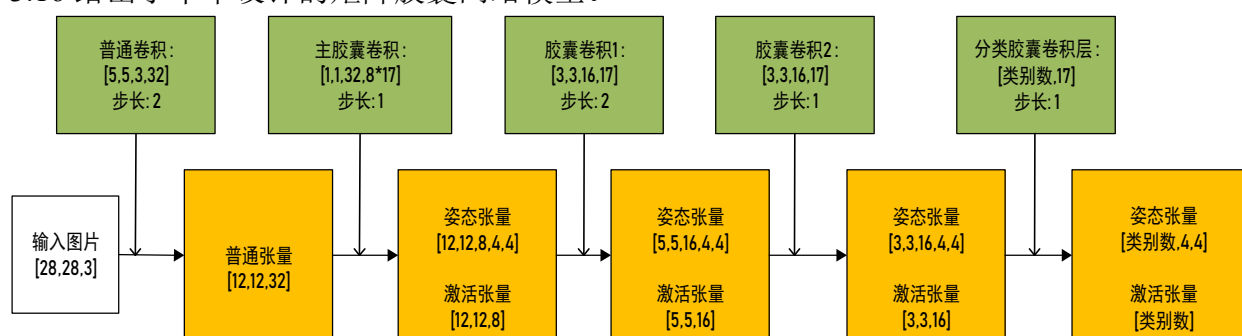 普通卷积:
[5,5,3,32]
步长:2
主胶囊卷积:
[1,1,32,8*17]
步长:1
胶囊卷积1:
[3,3,16,17]
步长:2
胶囊卷积2:
[3,3,16,17]
步长:1
分类胶囊卷积层:
[类别数,17]
步长:1
输入图片
[28,28,3]
普通张量
[12,12,32]
姿态张量
[12,12,8,4,4]
激活张量
[12,12,8]
姿态张量
[5,5,16,4,4]
激活张量
[5,5,16]
姿态张量
[3,3,16,4,4]
激活张量
[3,3,16]
姿态张量
[类别数,4,4]
激活张量
[类别数]